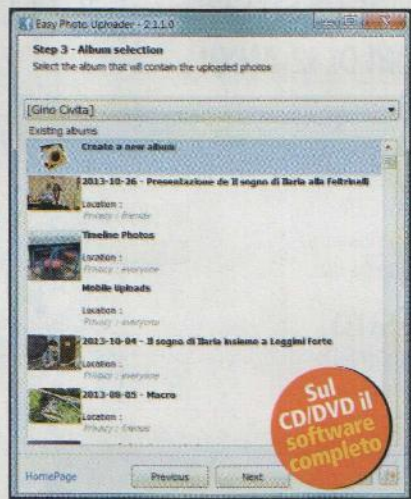 Easy Photo Uploader - 2.1.1.0
Step 3 - Album selection
Select the album that will contain the uploaded photos
[Gino Civita]
Existing albums
Create a new album
2013-10-26 - Presentazione de Il sogno di Ilaria alla Feltrinelli
Location :
Privacy : friends
Timeline Photos
Location :
Privacy : everyone
Mobile Uploads
Location :
Privacy : everyone
2013-10-04 - Il sogno di Ilaria insieme a Leggimi Forte
Location :
Privacy : everyone
2013-08-05 - Macro
Location :
Privacy : friends
HomePage
Previous
Next
Sul
CD/DVD il
software
completo